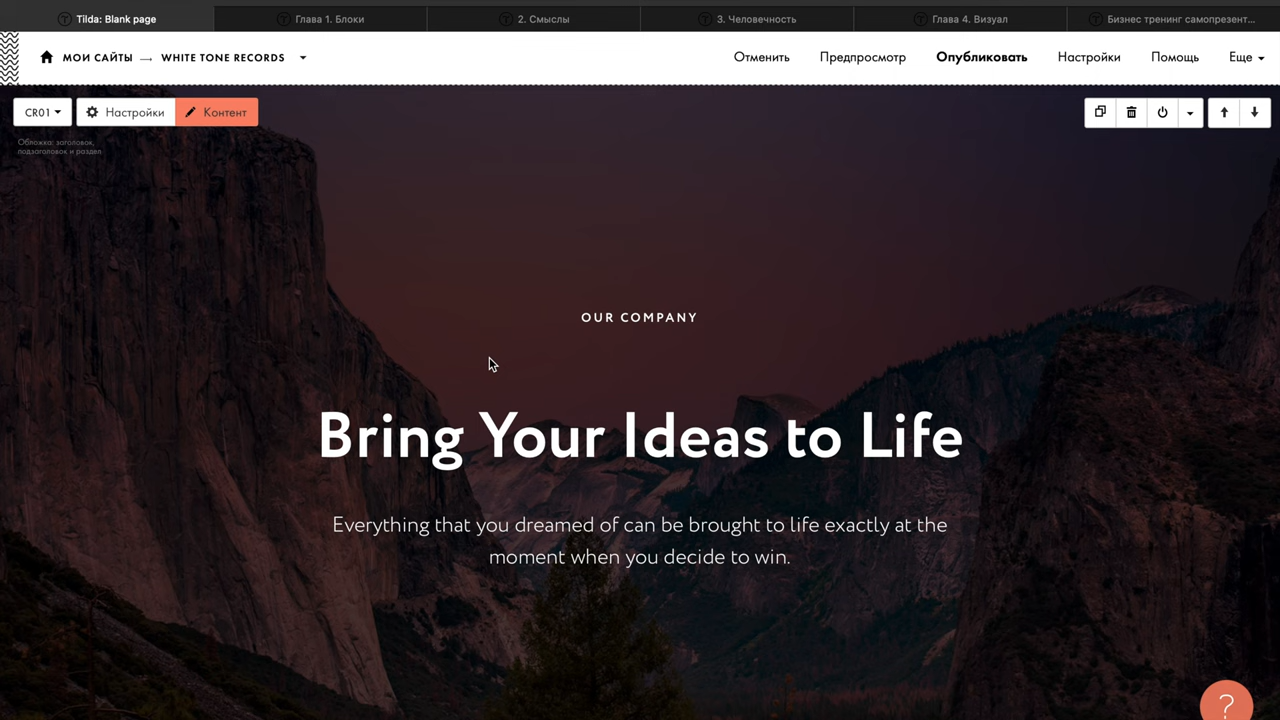 Tilda: Blank page
Глава 1. Блоки
2. Смыслы
3. Человечность
Глава 4. Визуал
Бизнес тренинг самопрезент...
МОИ САЙТЫ → WHITE TONE RECORDS
Отменить
Предпросмотр
Опубликовать
Настройки
Помощь
Еще
CR01
Настройки
Контент
Обложка: заголовок,
подзаголовок и раздел
OUR COMPANY
Bring Your Ideas to Life
Everything that you dreamed of can be brought to life exactly at the
moment when you decide to win.
?